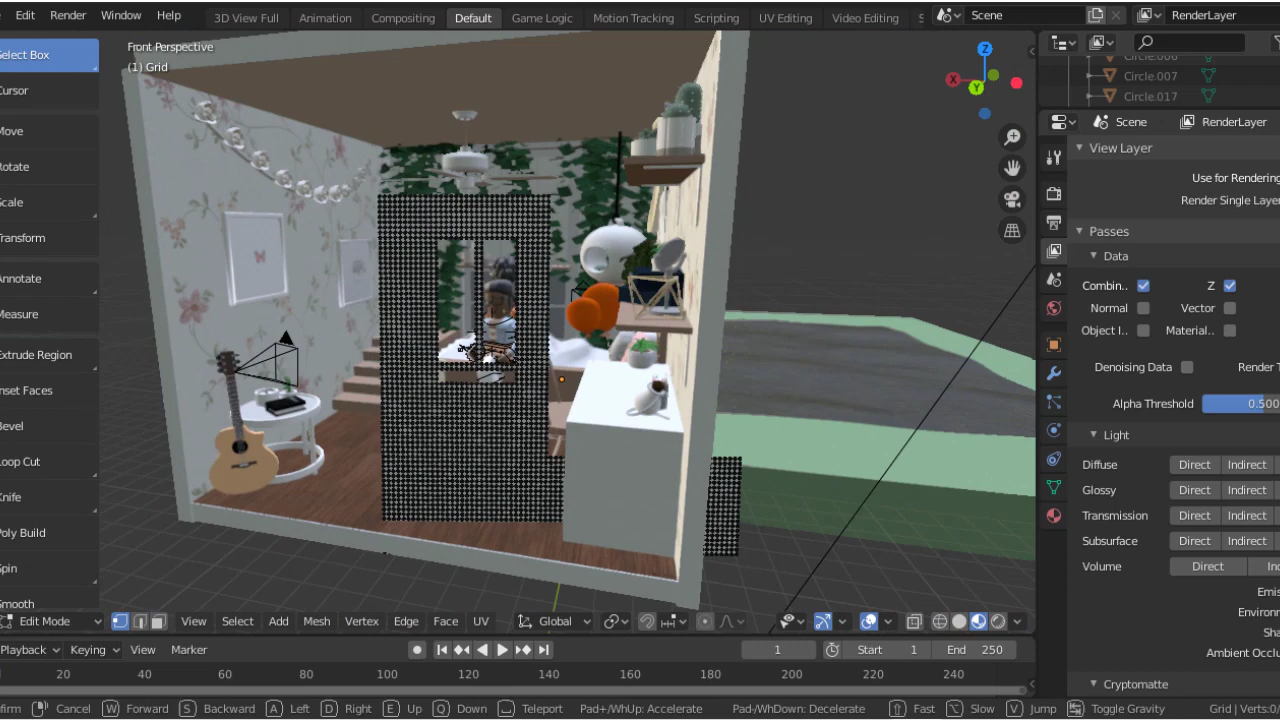 Edit Render Window Help 3D View Full Animation Compositing Default Game Logic Motion Tracking Scripting UV Editing Video Editing S Scene RenderLayer
Select Box
Cursor
Move
Rotate
Scale
Transform
Annotate
Measure
Extrude Region
Inset Faces
Bevel
Loop Cut
Knife
Poly Build
Spin
Smooth
Front Perspective
(1) Grid
Z
X
Y
Circle.006
Circle.007
Circle.017
Scene RenderLayer
View Layer
Use for Rendering
Render Single Layer
Passes
Data
Combin.. Z
Normal Vector
Object I.. Material..
Denoising Data Render T
Alpha Threshold 0.500
Light
Diffuse Direct Indirect
Glossy Direct Indirect
Transmission Direct Indirect
Subsurface Direct Indirect
Volume Direct Inc
Emis
Environ
Sha
Ambient Occlu
Cryptomatte
Edit Mode View Select Add Mesh Vertex Edge Face UV Global
Playback Keying View Marker 1 Start 1 End 250
20 40 60 80 100 120 140 160 180 200 220 240
nfirm Cancel W Forward S Backward A Left D Right E Up Q Down Teleport Pad+/WhUp: Accelerate Pad-/WhDown: Decelerate Fast Slow V Jump Toggle Gravity Grid | Verts:0/